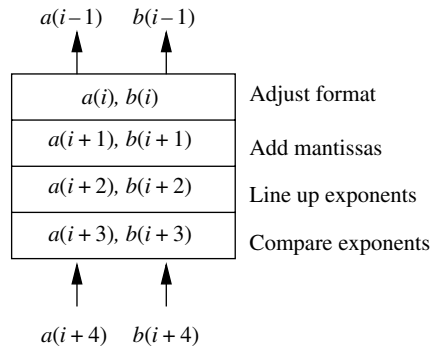 a(i–1) b(i–1)
a(i), b(i) Adjust format
a(i + 1), b(i + 1) Add mantissas
a(i + 2), b(i + 2) Line up exponents
a(i + 3), b(i + 3) Compare exponents
a(i + 4) b(i + 4)